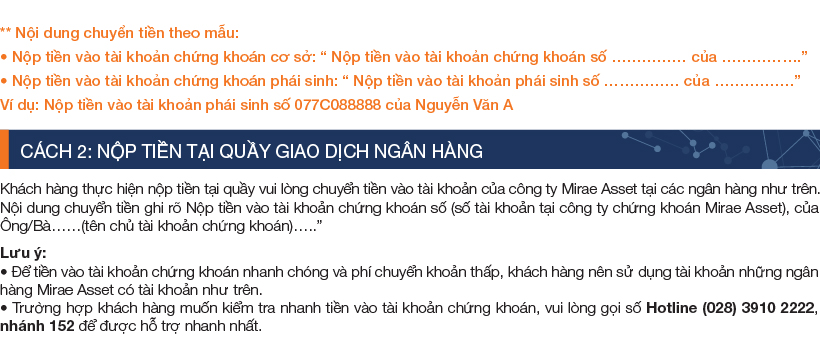 ** Nội dung chuyển tiền theo mẫu:
• Nộp tiền vào tài khoản chứng khoán cơ sở: “ Nộp tiền vào tài khoản chứng khoán số …………… của …………….”
• Nộp tiền vào tài khoản chứng khoán phái sinh: “ Nộp tiền vào tài khoản phái sinh số …………… của ……………”
Ví dụ: Nộp tiền vào tài khoản phái sinh số 077C088888 của Nguyễn Văn A
CÁCH 2: NỘP TIỀN TẠI QUẦY GIAO DỊCH NGÂN HÀNG
Khách hàng thực hiện nộp tiền tại quầy vui lòng chuyển tiền vào tài khoản của công ty Mirae Asset tại các ngân hàng như trên.
Nội dung chuyển tiền ghi rõ Nộp tiền vào tài khoản chứng khoán số (số tài khoản tại công ty chứng khoán Mirae Asset), của
Ông/Bà……(tên chủ tài khoản chứng khoán)…..”
Lưu ý:
• Để tiền vào tài khoản chứng khoán nhanh chóng và phí chuyển khoản thấp, khách hàng nên sử dụng tài khoản những ngân
hàng Mirae Asset có tài khoản như trên.
• Trường hợp khách hàng muốn kiểm tra nhanh tiền vào tài khoản chứng khoán, vui lòng gọi số Hotline (028) 3910 2222,
nhánh 152 để được hỗ trợ nhanh nhất.